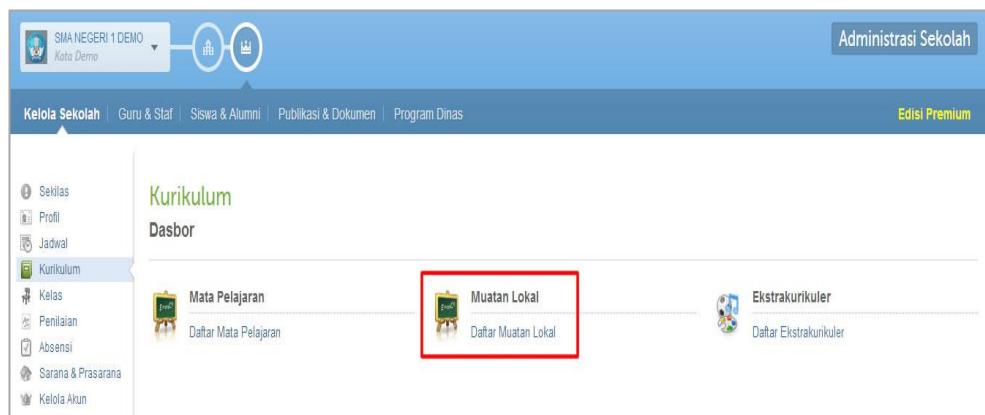 SMA NEGERI 1 DEMO
Kota Demo
Administrasi Sekolah
Kelola Sekolah Guru & Staf Siswa & Alumni Publikasi & Dokumen Program Dinas Edisi Premium
Sekilas
Profil
Jadwal
Kurikulum
Kelas
Penilaian
Absensi
Sarana & Prasarana
Kelola Akun
Kurikulum
Dasbor
Mata Pelajaran
Daftar Mata Pelajaran
Muatan Lokal
Daftar Muatan Lokal
Ekstrakurikuler
Daftar Ekstrakurikuler